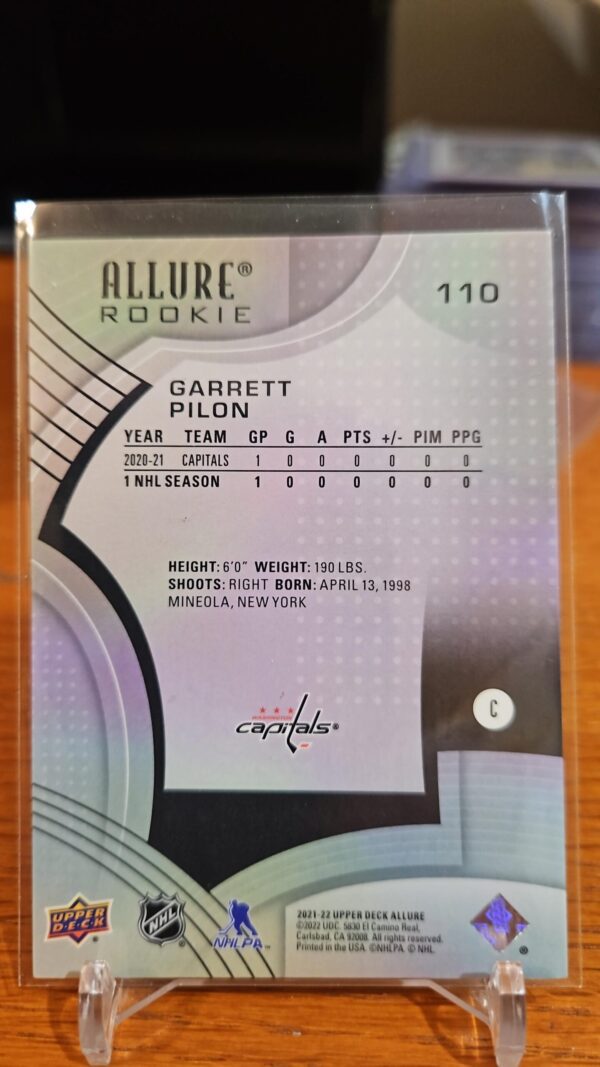 ALLURE®
ROOKIE
110
GARRETT
PILON
YEAR TEAM GP G A PTS +/- PIM PPG
2020-21 CAPITALS 1 0 0 0 0 0 0
1 NHL SEASON 1 0 0 0 0 0 0
HEIGHT: 6'0" WEIGHT: 190 LBS.
SHOOTS: RIGHT BORN: APRIL 13, 1998
MINEOLA, NEW YORK
WASHINGTON
capitals®
C
UPPER
DECK®
NHL®
NHLPA™
2021-22 UPPER DECK ALLURE
©2022 UDC. 5830 El Camino Real,
Carlsbad, CA 92008. All rights reserved.
Printed in the USA. ©NHLPA © NHL.
®